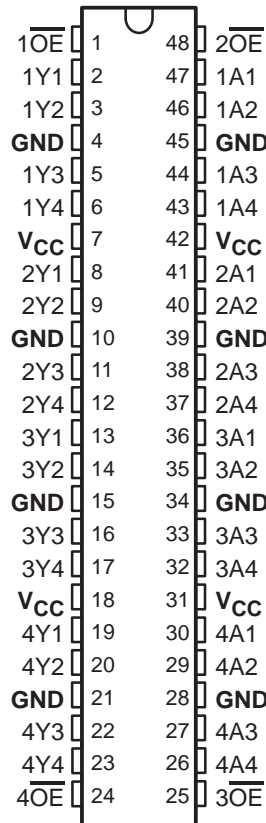 1O̅E̅ 1 48 2O̅E̅
1Y1 2 47 1A1
1Y2 3 46 1A2
GND 4 45 GND
1Y3 5 44 1A3
1Y4 6 43 1A4
VCC 7 42 VCC
2Y1 8 41 2A1
2Y2 9 40 2A2
GND 10 39 GND
2Y3 11 38 2A3
2Y4 12 37 2A4
3Y1 13 36 3A1
3Y2 14 35 3A2
GND 15 34 GND
3Y3 16 33 3A3
3Y4 17 32 3A4
VCC 18 31 VCC
4Y1 19 30 4A1
4Y2 20 29 4A2
GND 21 28 GND
4Y3 22 27 4A3
4Y4 23 26 4A4
4O̅E̅ 24 25 3O̅E̅